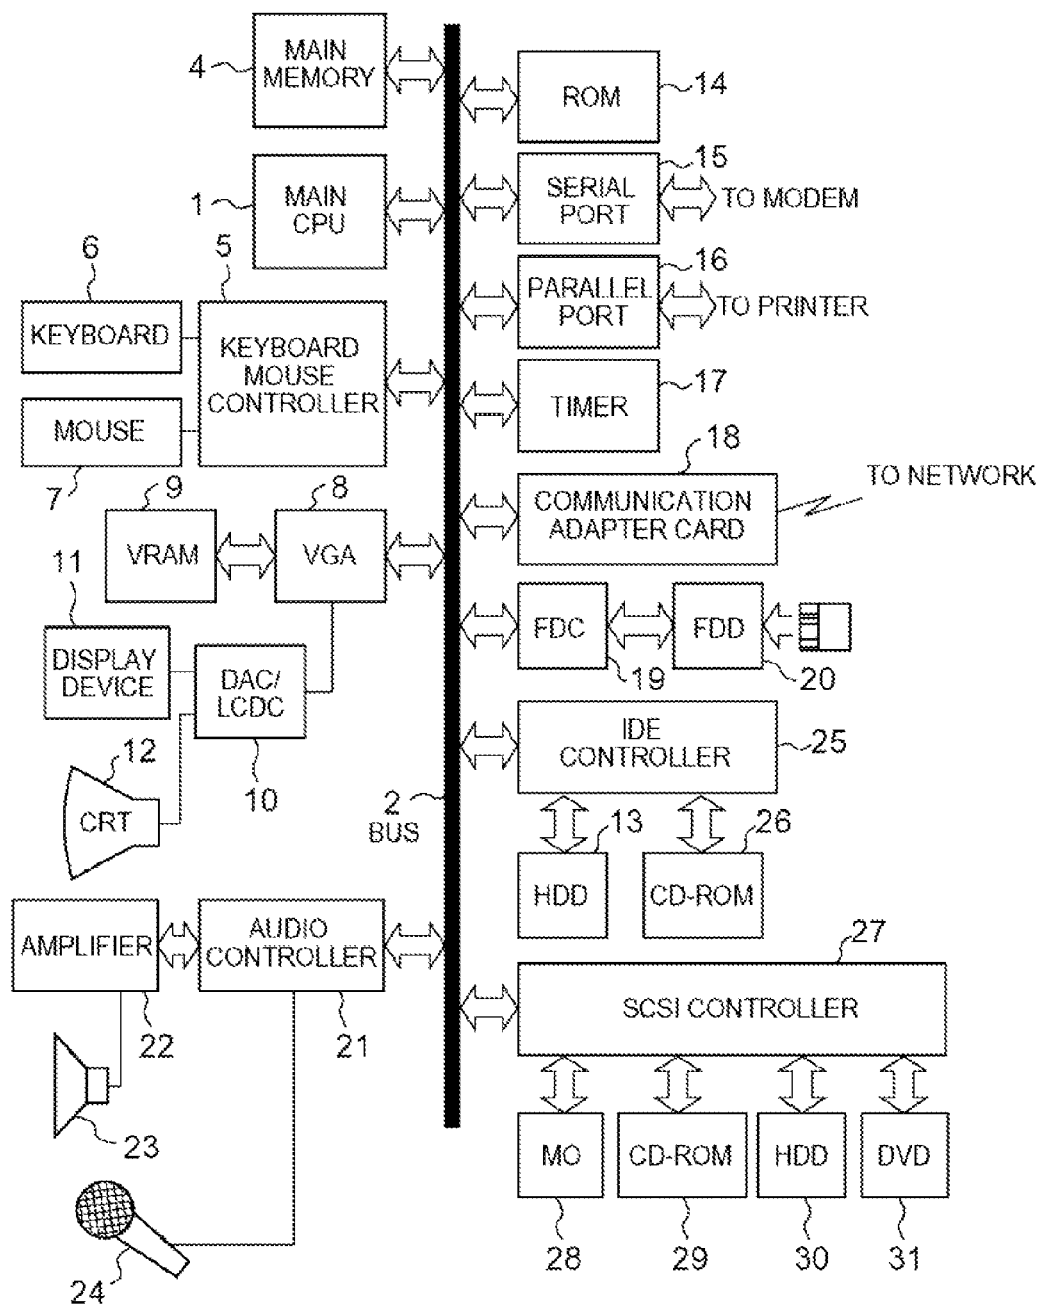 4
MAIN
MEMORY
ROM
14
1
MAIN
CPU
15
SERIAL
PORT
TO MODEM
6
5
16
PARALLEL
PORT
TO PRINTER
KEYBOARD
KEYBOARD
MOUSE
CONTROLLER
MOUSE
7
TIMER
17
18
COMMUNICATION
ADAPTER CARD
TO NETWORK
9
8
VRAM
VGA
11
DISPLAY
DEVICE
DAC/
LCDC
10
12
CRT
FDC
19
FDD
20
IDE
CONTROLLER
25
2
BUS
13
HDD
26
CD-ROM
AMPLIFIER
22
AUDIO
CONTROLLER
21
27
SCSI CONTROLLER
23
24
MO
CD-ROM
HDD
DVD
28
29
30
31